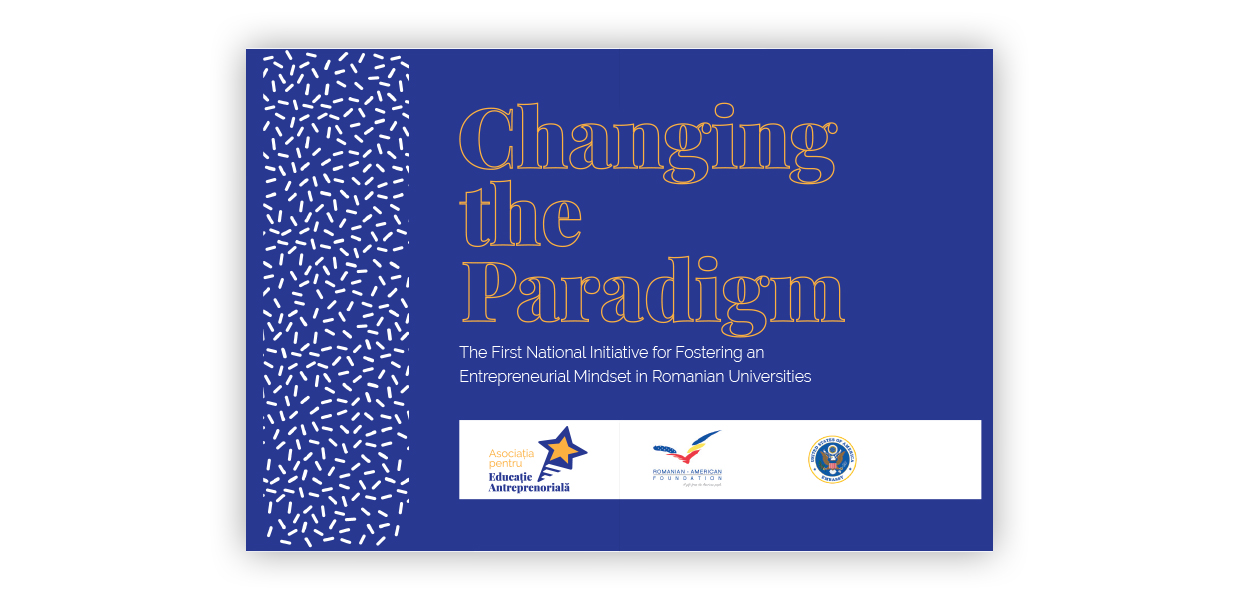 Changing
the
Paradigm
The First National Initiative for Fostering an
Entrepreneurial Mindset in Romanian Universities
Asociația
pentru
Educație
Antreprenorială
ROMANIAN - AMERICAN
FOUNDATION
UNITED STATES OF AMERICA
EMBASSY